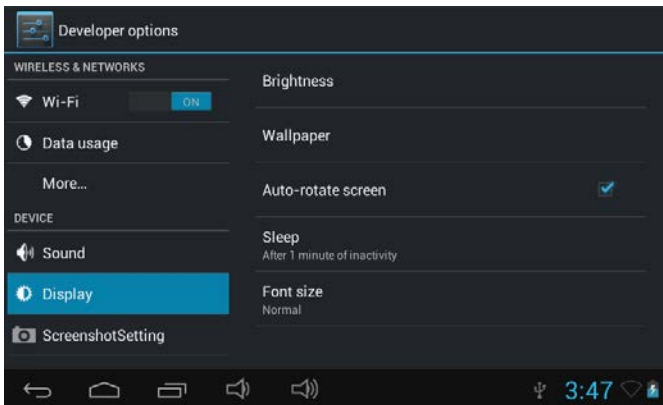 Developer options
WIRELESS & NETWORKS
Wi-Fi ON
Data usage
More...
DEVICE
Sound
Display
ScreenshotSetting
Brightness
Wallpaper
Auto-rotate screen
Sleep
After 1 minute of inactivity
Font size
Normal
3:47